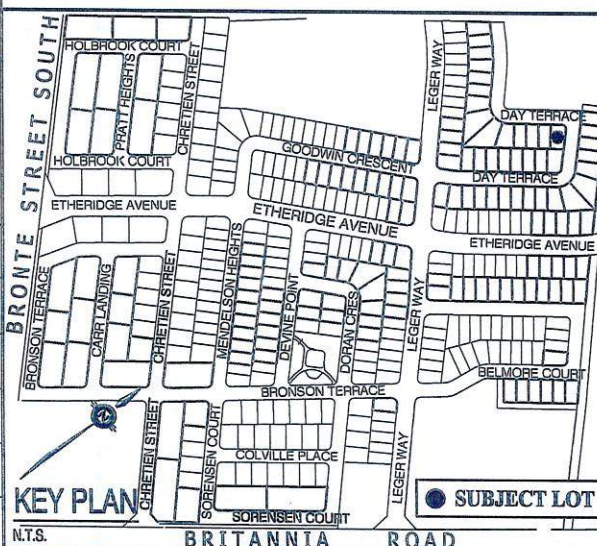 HOLBROOK COURT
BRONTE STREET SOUTH
PRATT HEIGHTS
CHRETIEN STREET
LEGER WAY
DAY TERRACE
GOODWIN CRESCENT
HOLBROOK COURT
DAY TERRACE
ETHERIDGE AVENUE
ETHERIDGE AVENUE
ETHERIDGE AVENUE
BRONSON TERRACE
CARR LANDING
CHRETIEN STREET
MENDELSON HEIGHTS
DEVINE POINT
DORAN CRES
LEGER WAY
BELMORE COURT
BRONSON TERRACE
N
CHRETIEN STREET
SORENSEN COURT
COLVILLE PLACE
LEGER WAY
KEY PLAN
SUBJECT LOT
SORENSEN COURT
N.T.S.
BRITANNIA ROAD